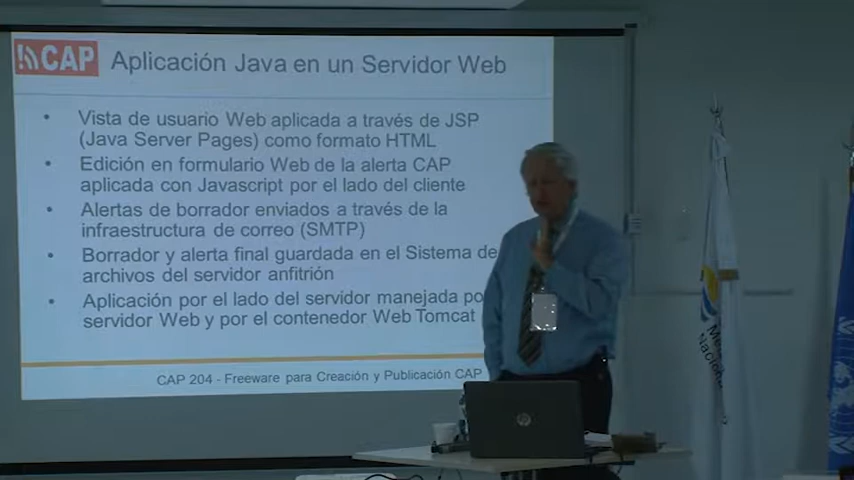 CAP
Aplicación Java en un Servidor Web
• Vista de usuario Web aplicada a través de JSP
(Java Server Pages) como formato HTML
• Edición en formulario Web de la alerta CAP
aplicada con Javascript por el lado del cliente
• Alertas de borrador enviados a través de la
infraestructura de correo (SMTP)
• Borrador y alerta final guardada en el Sistema de
archivos del servidor anfitrión
• Aplicación por el lado del servidor manejada po
servidor Web y por el contenedor Web Tomcat
CAP 204 - Freeware para Creación y Publicación CAP
hp